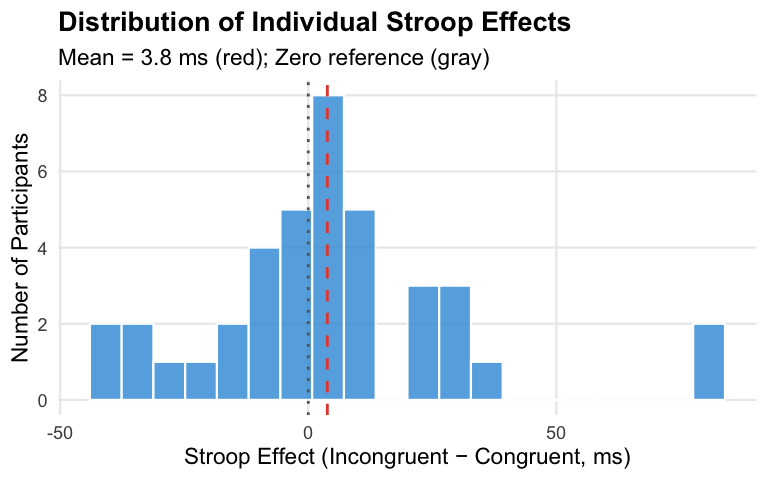 Distribution of Individual Stroop Effects
Mean = 3.8 ms (red); Zero reference (gray)
Number of Participants
8
6
4
2
0
-50
0
50
Stroop Effect (Incongruent − Congruent, ms)